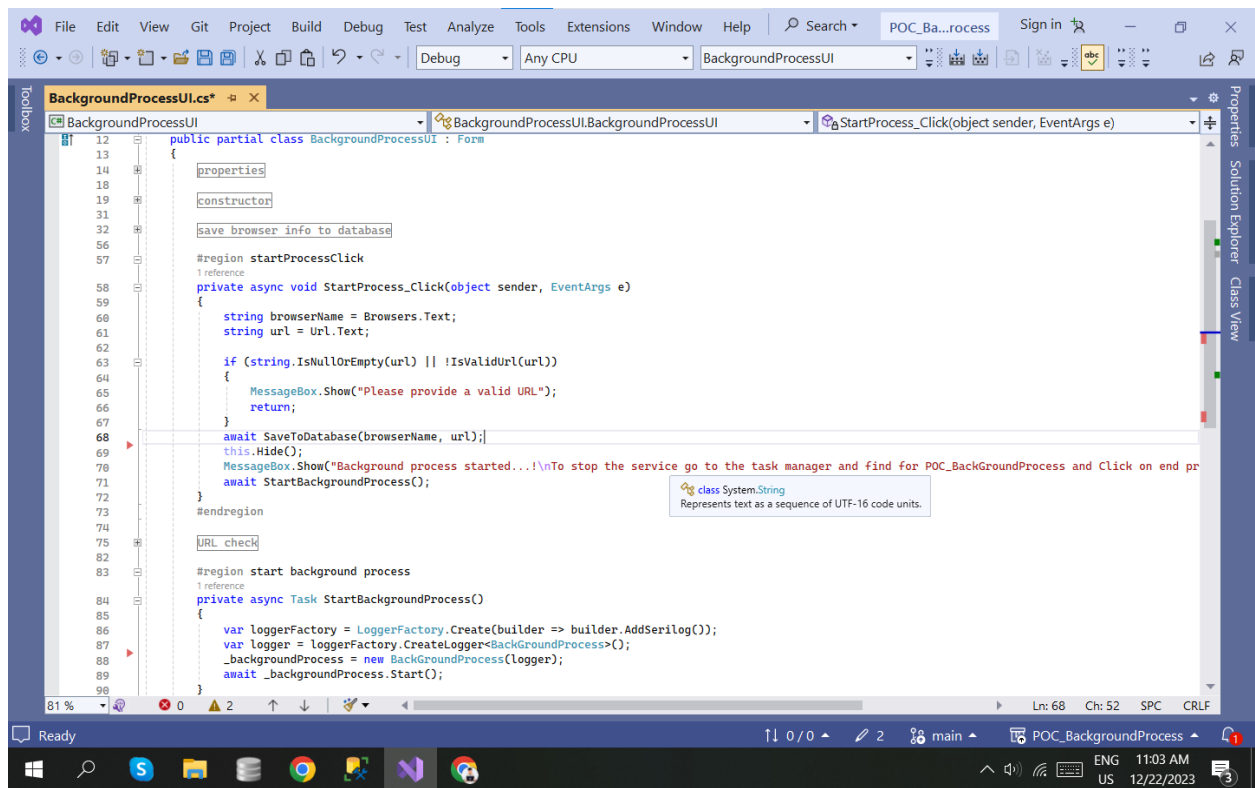 File Edit View Git Project Build Debug Test Analyze Tools Extensions Window Help Search POC_Ba...rocess Sign in
Debug Any CPU BackgroundProcessUI
Toolbox
BackgroundProcessUI.cs*
BackgroundProcessUI BackgroundProcessUI.BackgroundProcessUI StartProcess_Click(object sender, EventArgs e)
12 public partial class BackgroundProcessUI : Form
13 {
14 properties
18
19 constructor
31
32 save browser info to database
56
57 #region startProcessClick
1 reference
58 private async void StartProcess_Click(object sender, EventArgs e)
59 {
60 string browserName = Browsers.Text;
61 string url = Url.Text;
62
63 if (string.IsNullOrEmpty(url) || !IsValidUrl(url))
64 {
65 MessageBox.Show("Please provide a valid URL");
66 return;
67 }
68 await SaveToDatabase(browserName, url);
69 this.Hide();
70 MessageBox.Show("Background process started...!\nTo stop the service go to the task manager and find for POC_BackGroundProcess and Click on end pr
71 await StartBackgroundProcess();
72 }
73 #endregion
74
75 URL check
82
83 #region start background process
1 reference
84 private async Task StartBackgroundProcess()
85 {
86 var loggerFactory = LoggerFactory.Create(builder => builder.AddSerilog());
87 var logger = loggerFactory.CreateLogger<BackGroundProcess>();
88 _backgroundProcess = new BackGroundProcess(logger);
89 await _backgroundProcess.Start();
90 }
class System.String
Represents text as a sequence of UTF-16 code units.
Properties
Solution Explorer
Class View
81 % 0 2 Ln: 68 Ch: 52 SPC CRLF
Ready 0 / 0 2 main POC_BackgroundProcess 1
ENG 11:03 AM
US 12/22/2023 3